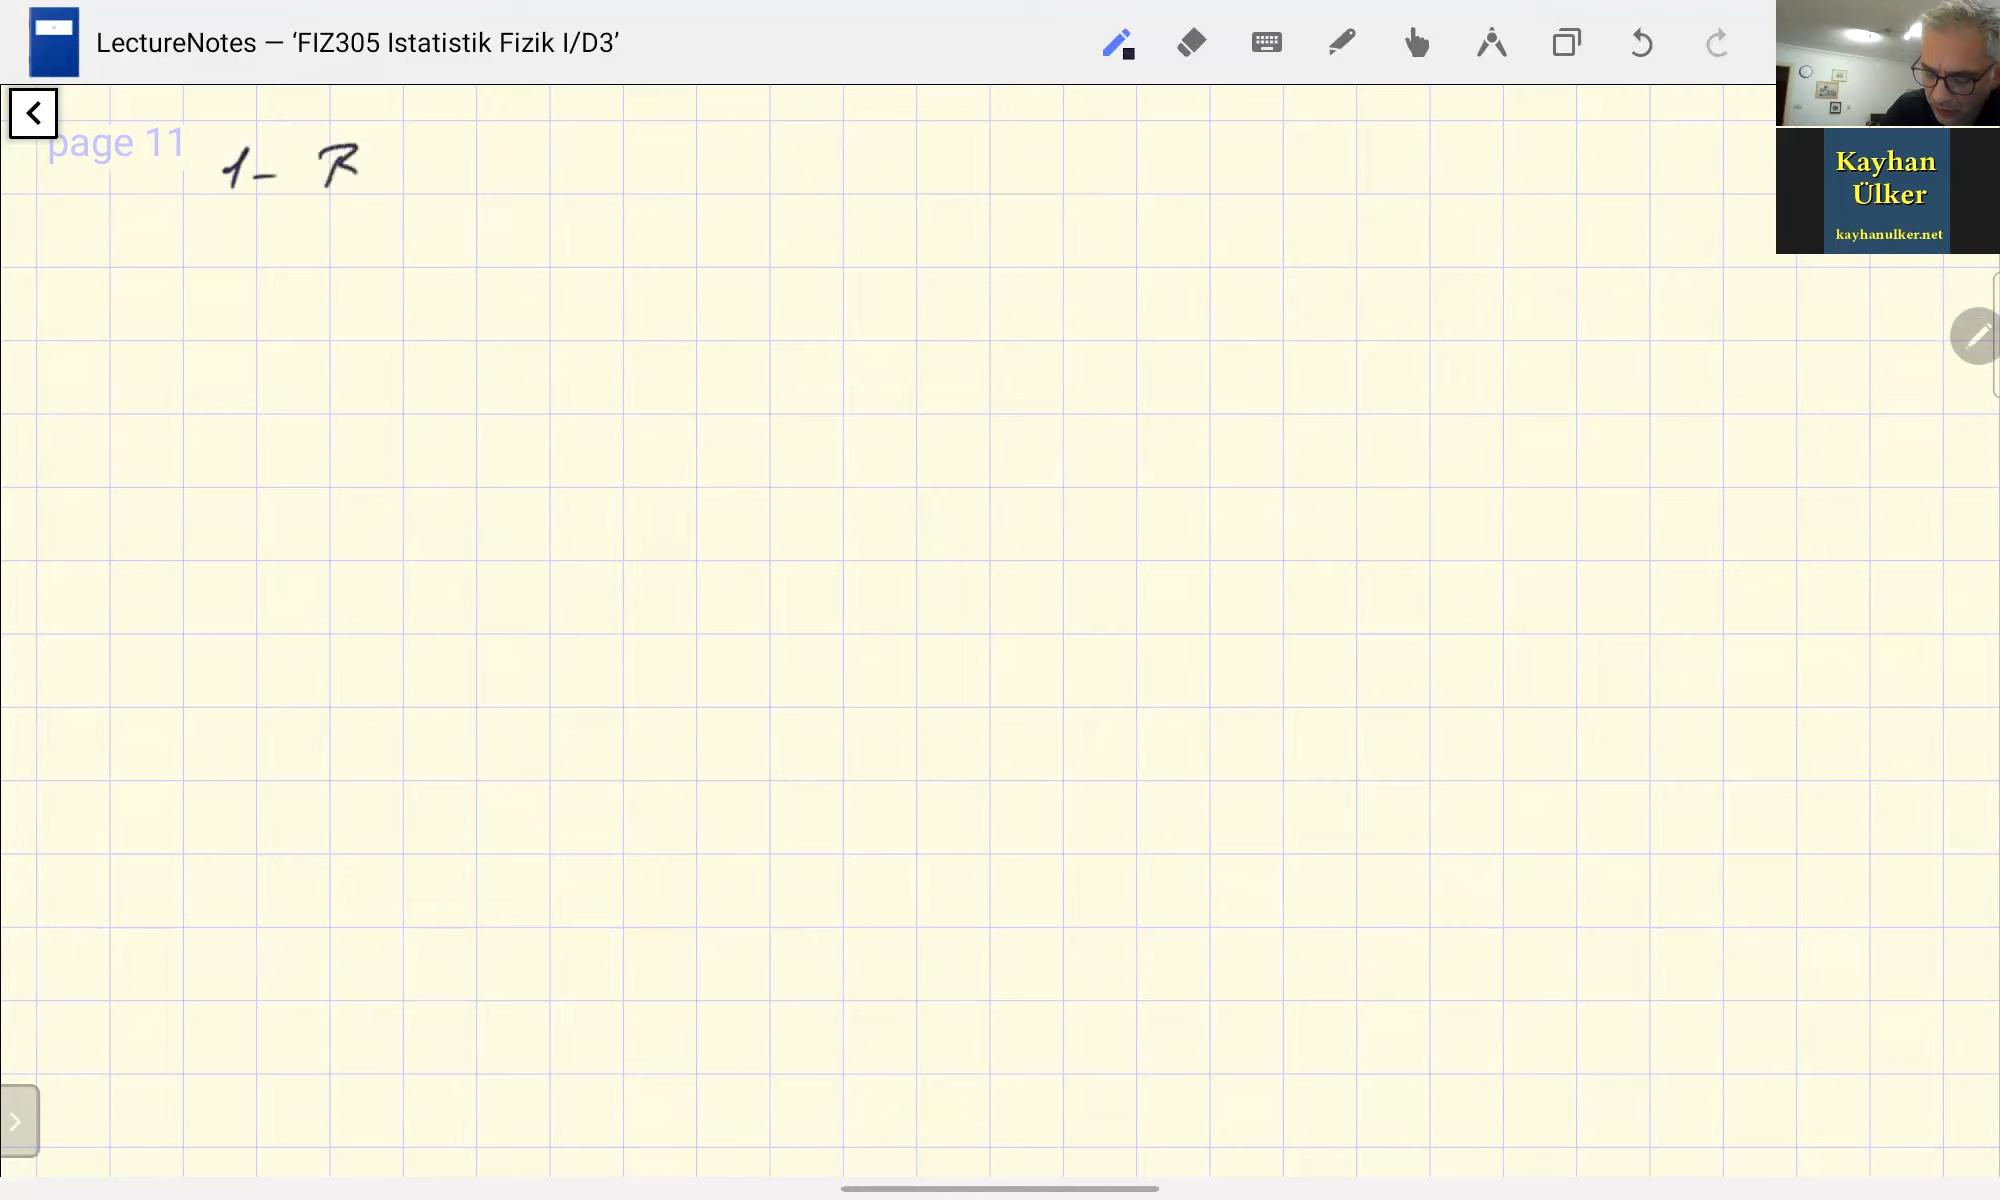 LectureNotes — ‘FIZ305 Istatistik Fizik I/D3’
page 11
1- R
Kayhan
Ülker
kayhanulker.net